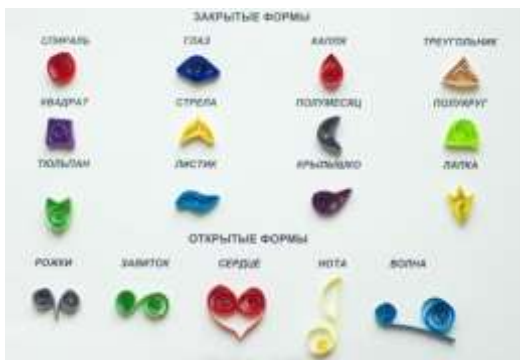 ЗАКРЫТЫЕ ФОРМЫ
СПИРАЛЬ ГЛАЗ КАПЛЯ ТРЕУГОЛЬНИК
КВАДРАТ СТРЕЛА ПОЛУМЕСЯЦ ПОЛУКРУГ
ТЮЛЬПАН ЛИСТИК КРЫЛЫШКО ЛАПКА
ОТКРЫТЫЕ ФОРМЫ
РОЖКИ ЗАВИТОК СЕРДЦЕ НОТА ВОЛНА